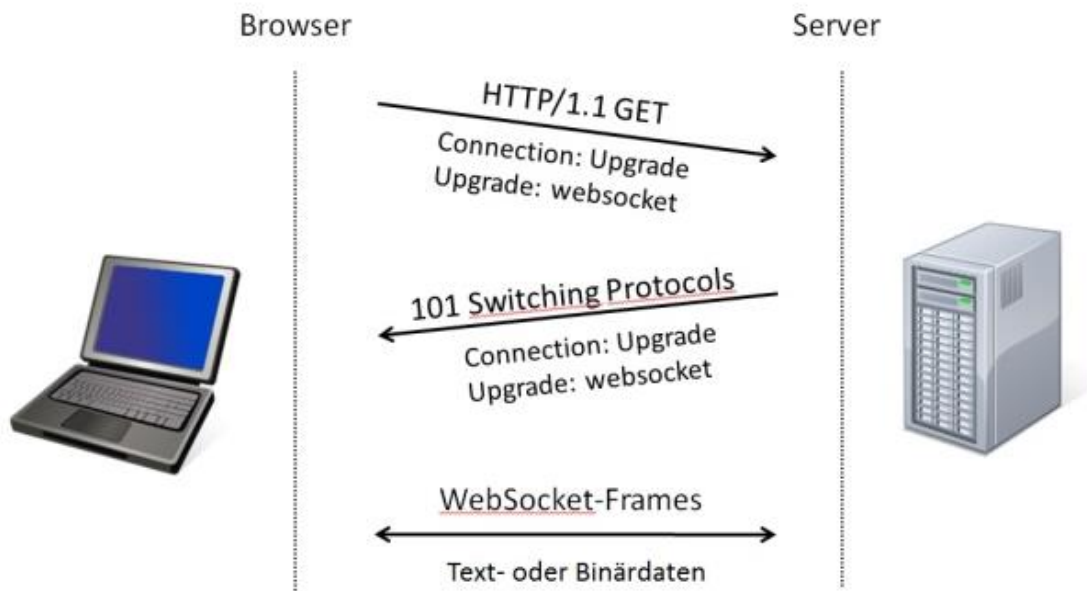 Browser
Server
HTTP/1.1 GET
Connection: Upgrade
Upgrade: websocket
101 Switching Protocols
Connection: Upgrade
Upgrade: websocket
WebSocket-Frames
Text- oder Binärdaten